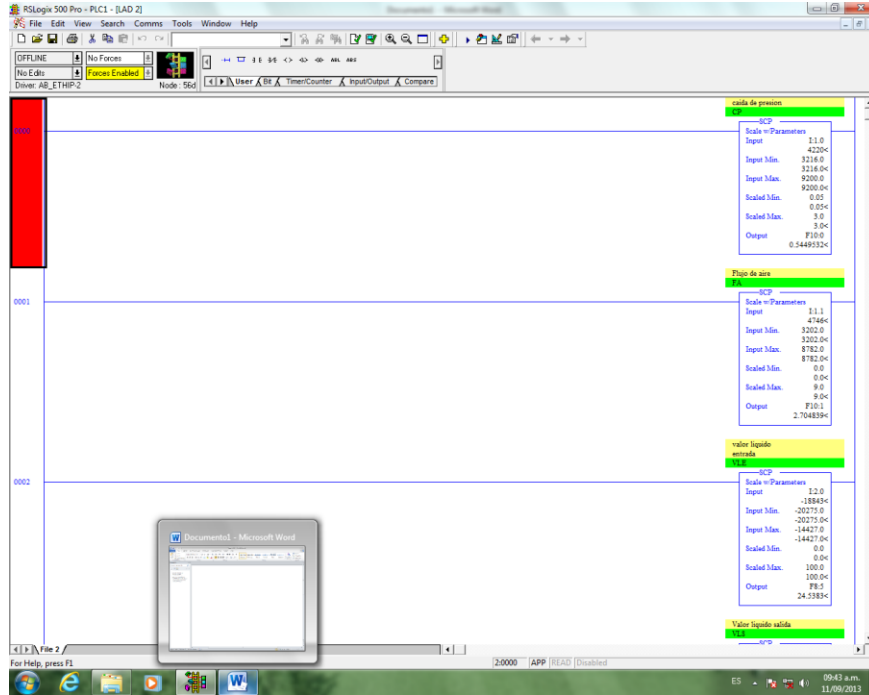 RSLogix 500 Pro - PLC1 - [LAD 2]
File Edit View Search Comms Tools Window Help
OFFLINE No Forces
No Edits Forces Enabled
Driver: AB_ETHIP-2 Node : 56d
ABL ABS
User Bit Timer/Counter Input/Output Compare
caida de presion
CP
SCP
0000
Scale w/Parameters
Input I:1.0
4220<
Input Min. 3216.0
3216.0<
Input Max. 9200.0
9200.0<
Scaled Min. 0.05
0.05<
Scaled Max. 3.0
3.0<
Output F10:0
0.5449532<
Flujo de aire
FA
SCP
0001
Scale w/Parameters
Input I:1.1
4746<
Input Min. 3202.0
3202.0<
Input Max. 8782.0
8782.0<
Scaled Min. 0.0
0.0<
Scaled Max. 9.0
9.0<
Output F10:1
2.704839<
valor liquido
entrada
VLE
SCP
0002
Scale w/Parameters
Input I:2.0
-18843<
Input Min. -20275.0
-20275.0<
Input Max. -14427.0
-14427.0<
Scaled Min. 0.0
0.0<
Scaled Max. 100.0
100.0<
Output F8:5
24.5383<
Valor liquido salida
VLS
SCP
Documento1 - Microsoft Word
File 2
For Help, press F1
2:0000 APP READ Disabled
ES 09:43 a.m.
11/09/2013